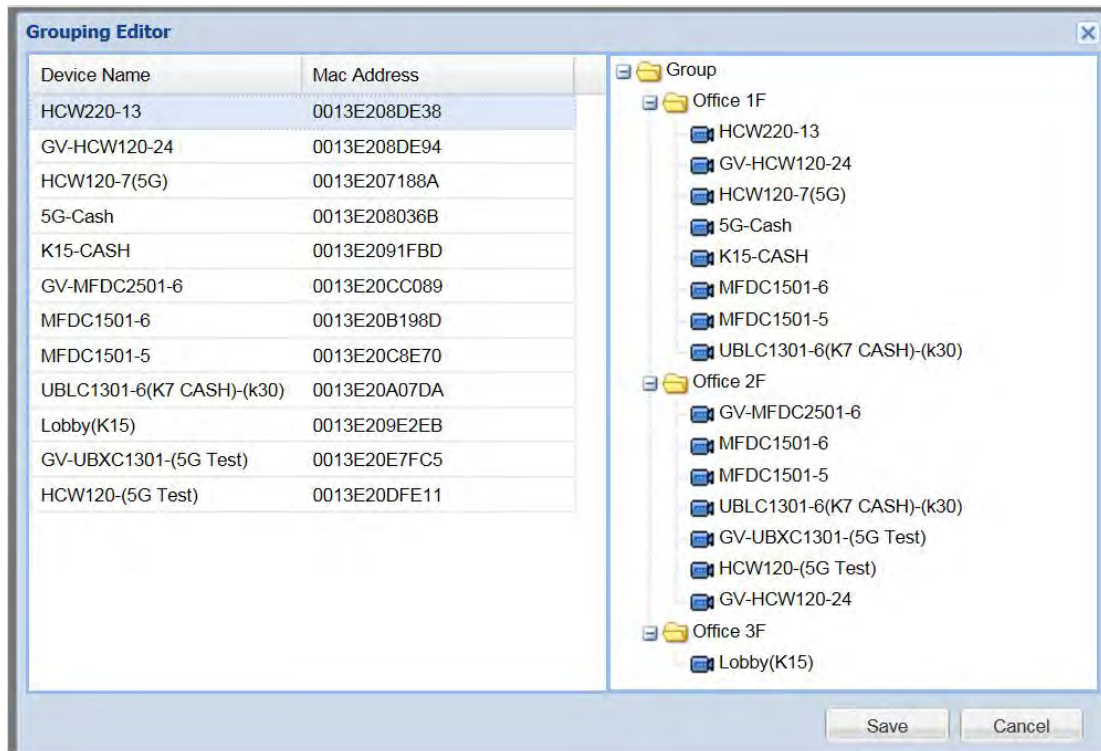 Grouping Editor
Device Name Mac Address
HCW220-13 0013E208DE38
GV-HCW120-24 0013E208DE94
HCW120-7(5G) 0013E207188A
5G-Cash 0013E208036B
K15-CASH 0013E2091FBD
GV-MFDC2501-6 0013E20CC089
MFDC1501-6 0013E20B198D
MFDC1501-5 0013E20C8E70
UBLC1301-6(K7 CASH)-(k30) 0013E20A07DA
Lobby(K15) 0013E209E2EB
GV-UBXC1301-(5G Test) 0013E20E7FC5
HCW120-(5G Test) 0013E20DFE11
Group
Office 1F
HCW220-13
GV-HCW120-24
HCW120-7(5G)
5G-Cash
K15-CASH
MFDC1501-6
MFDC1501-5
UBLC1301-6(K7 CASH)-(k30)
Office 2F
GV-MFDC2501-6
MFDC1501-6
MFDC1501-5
UBLC1301-6(K7 CASH)-(k30)
GV-UBXC1301-(5G Test)
HCW120-(5G Test)
GV-HCW120-24
Office 3F
Lobby(K15)
Save Cancel